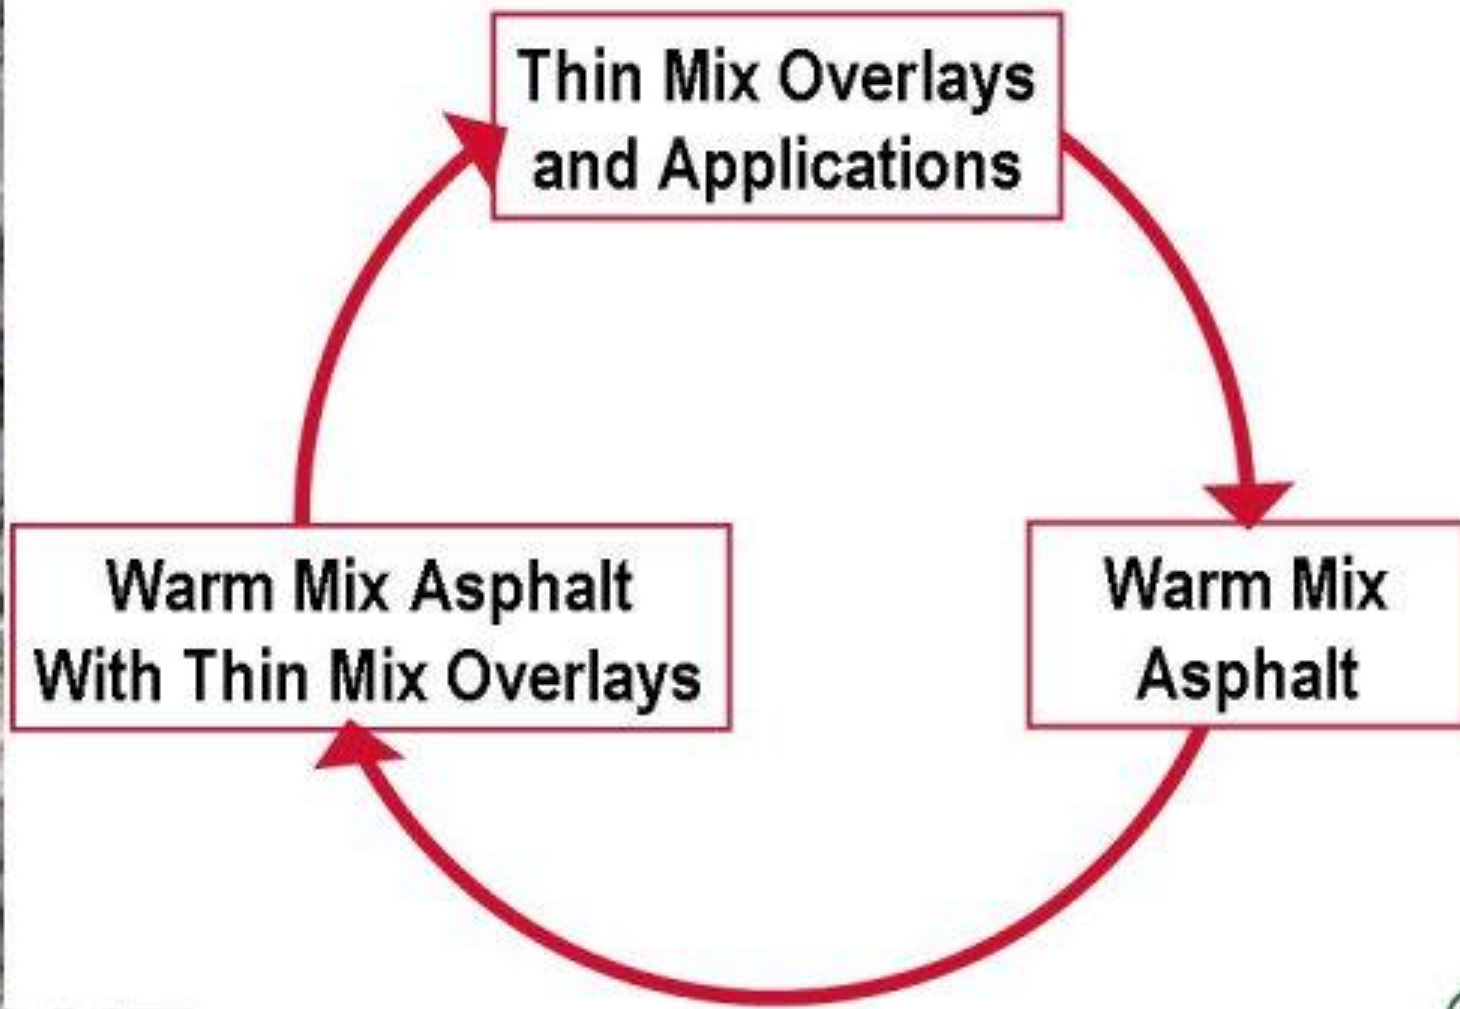 Thin Mix Overlays
and Applications
Warm Mix Asphalt
With Thin Mix Overlays
Warm Mix
Asphalt